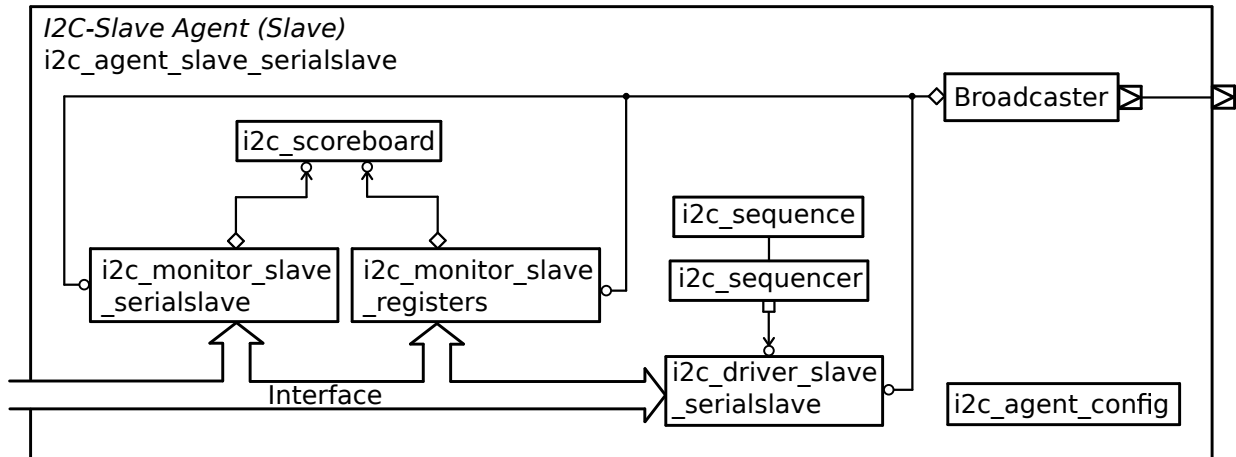 I2C-Slave Agent (Slave)
i2c_agent_slave_serialslave
Broadcaster
i2c_scoreboard
i2c_sequence
i2c_monitor_slave
_serialslave
i2c_monitor_slave
_registers
i2c_sequencer
i2c_driver_slave
_serialslave
Interface
i2c_agent_config